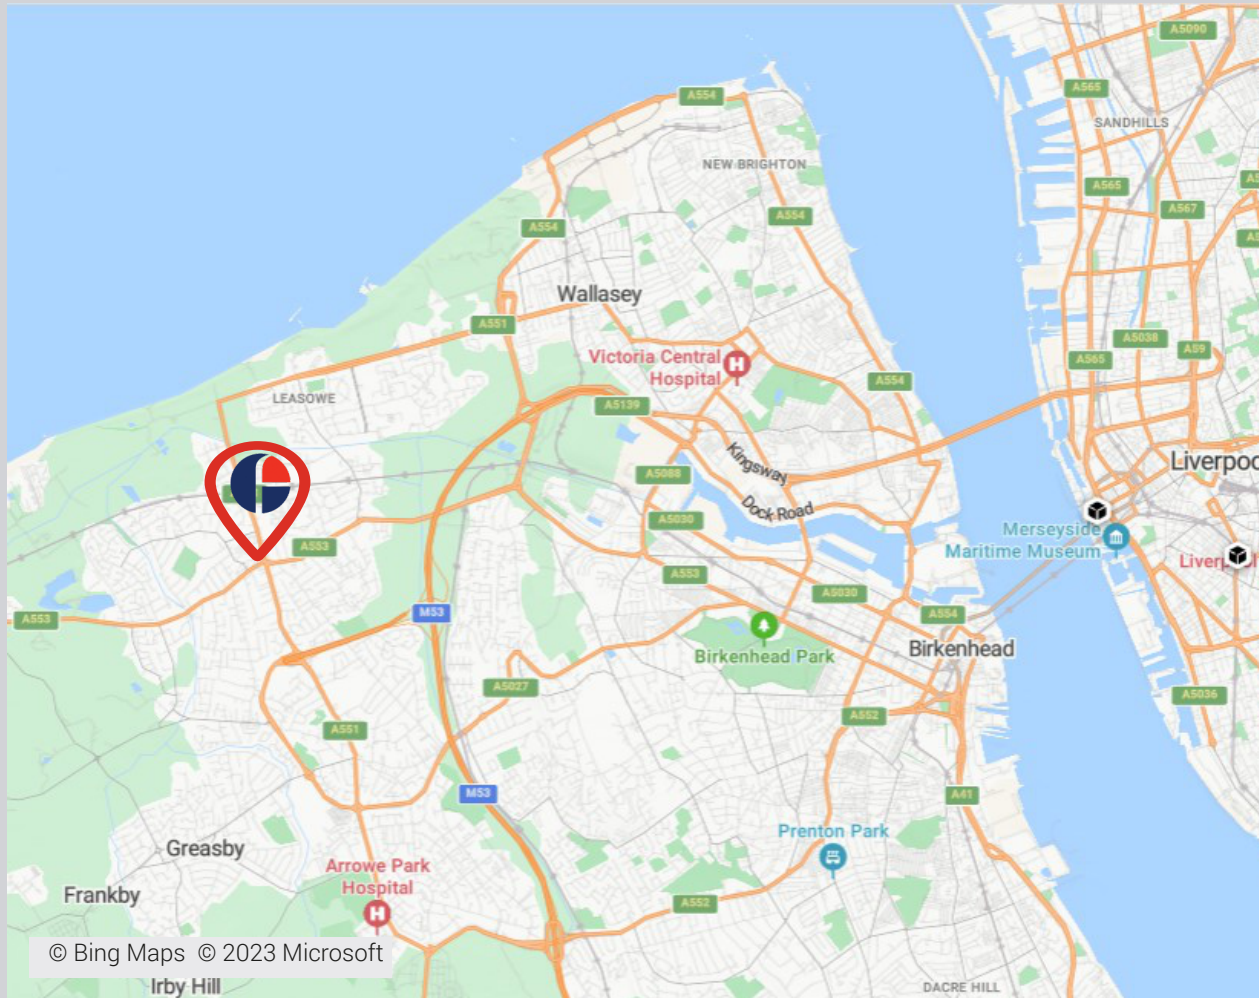 A5090
A565
A554
SANDHILLS
NEW BRIGHTON
A565
A567
A554
A554
Wallasey
A551
A5038
A59
A565
Victoria Central
Hospital
A554
LEASOWE
A5139
Kingsway
Liverpoo
A5088
Dock Road
A5030
Merseyside
Maritime Museum
A553
A553
A5030
M53
A554
A553
Birkenhead
Birkenhead Park
A5027
A5036
A552
A551
M53
A41
Prenton Park
Greasby
Arrowe Park
Hospital
Frankby
A552
© Bing Maps © 2023 Microsoft
Irby Hill
DACRE HILL